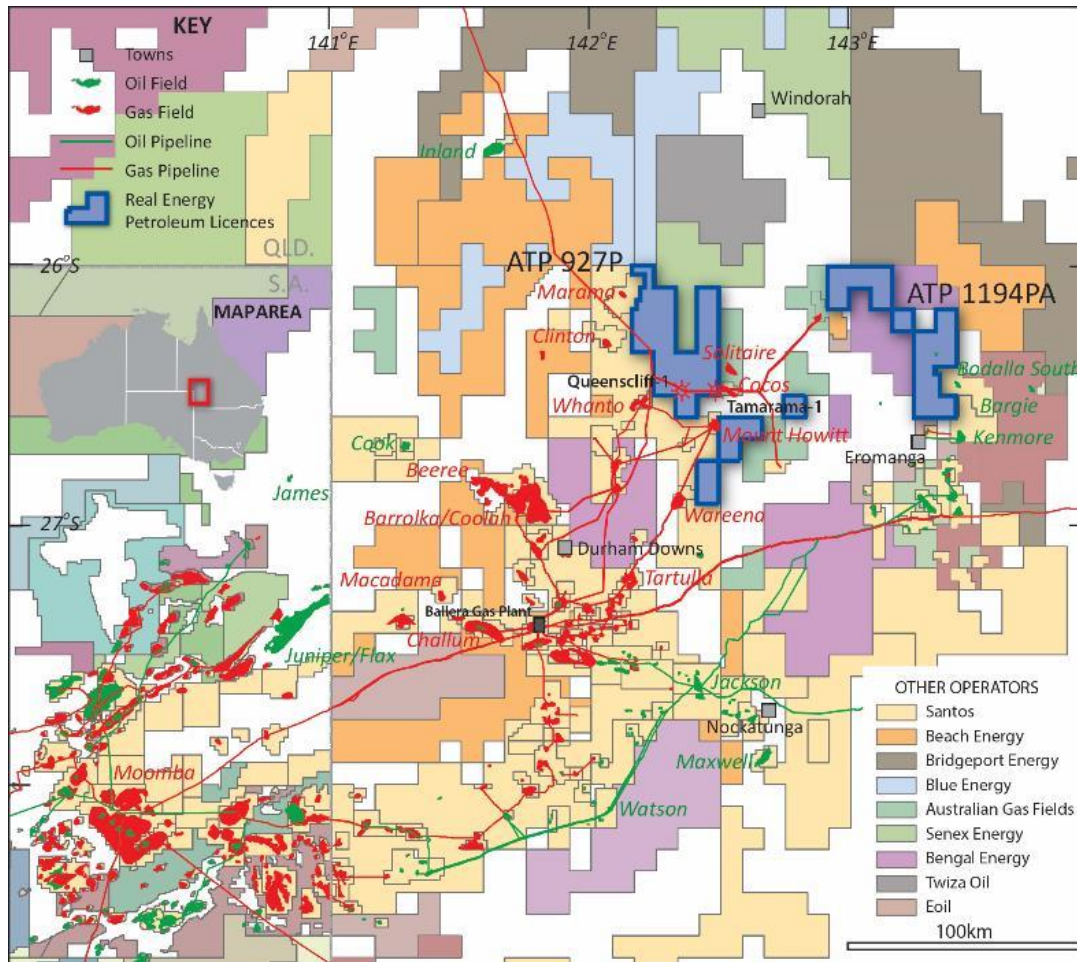 KEY
Towns
Oil Field
Gas Field
Oil Pipeline
Gas Pipeline
Real Energy
Petroleum Licences
141°E
142°E
143°E
Windorah
Inland
QLD.
S.A.
26°S
MAPAREA
ATP 927P
ATP 1194PA
Marama
Clinton
Solitaire
Queenscliff-1
Cocos
Whanto
Tamarama-1
Mount Howitt
Bodalla South
Bargie
Kenmore
Eromanga
Cook
Beeree
James
Barrolka/Coolah
27°S
Wareena
Durham Downs
Macadama
Tartulla
Ballera Gas Plant
Challum
Juniper/Flax
Jackson
Nockatunga
Maxwell
Moomba
Watson
OTHER OPERATORS
Santos
Beach Energy
Bridgeport Energy
Blue Energy
Australian Gas Fields
Senex Energy
Bengal Energy
Twiza Oil
Eoil
100km